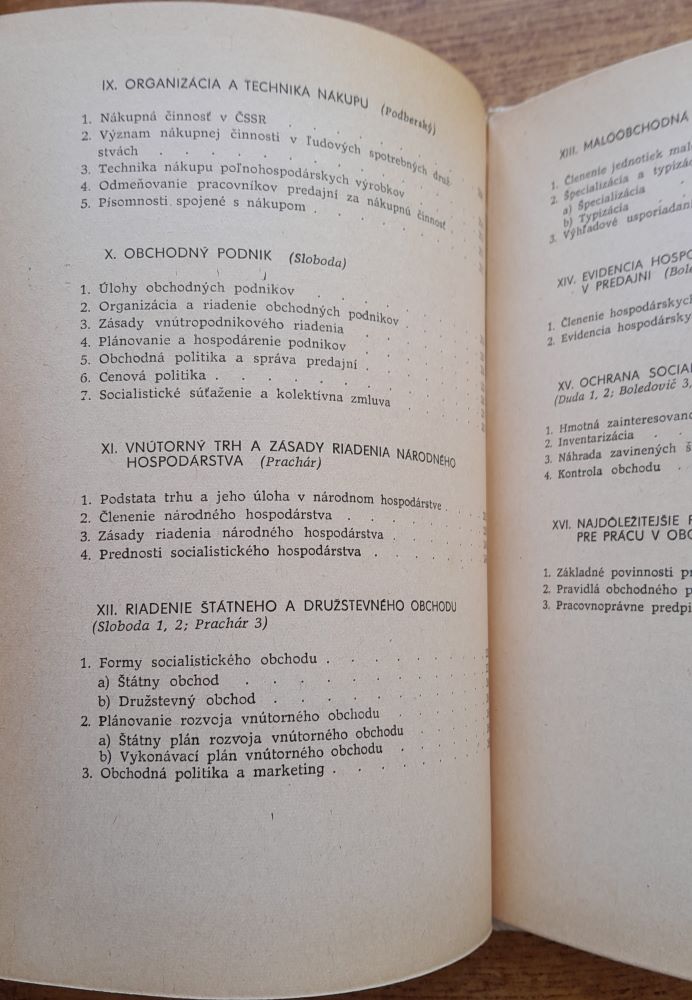 IX. ORGANIZÁCIA A TECHNIKA NÁKUPU (Podberský)
1. Nákupná činnosť v ČSSR
2. Význam nákupnej činnosti v ľudových spotrebných druž-
stvách
3. Technika nákupu poľnohospodárskych výrobkov
4. Odmeňovanie pracovníkov predajní za nákupnú činnosť
5. Písomnosti spojené s nákupom
X. OBCHODNÝ PODNIK (Sloboda)
1. Úlohy obchodných podnikov
2. Organizácia a riadenie obchodných podnikov
3. Zásady vnútropodnikového riadenia
4. Plánovanie a hospodárenie podnikov
5. Obchodná politika a správa predajní
6. Cenová politika
7. Socialistické súťaženie a kolektívna zmluva
XI. VNÚTORNÝ TRH A ZÁSADY RIADENIA NÁRODNÉHO
HOSPODÁRSTVA (Prachár)
1. Podstata trhu a jeho úloha v národnom hospodárstve
2. Členenie národného hospodárstva
3. Zásady riadenia národného hospodárstva
4. Prednosti socialistického hospodárstva
XII. RIADENIE ŠTÁTNEHO A DRUŽSTEVNÉHO OBCHODU
(Sloboda 1, 2; Prachár 3)
1. Formy socialistického obchodu
a) Štátny obchod
b) Družstevný obchod
2. Plánovanie rozvoja vnútorného obchodu
a) Štátny plán rozvoja vnútorného obchodu
b) Vykonávací plán vnútorného obchodu
3. Obchodná politika a marketing
XIII. MALOOBCHODNÁ
1. Členenie jednotiek
2. Špecializácia a
a) Špecializácia
b) Typizácia
3. Výhľadové
XIV. EVIDENCIA
V PREDAJNI
1. Členenie hospodárskych
2. Evidencia
XV. OCHRANA
(Duda 1, 2; Boledovič 3,
1. Hmotná
2. Inventarizácia
3. Náhrada zavinených
4. Kontrola obchodu
XVI. NAJDÔLEŽITEJŠIE
PRE PRÁCU V
1. Základné povinnosti
2. Pravidlá obchodného
3. Pracovnoprávne